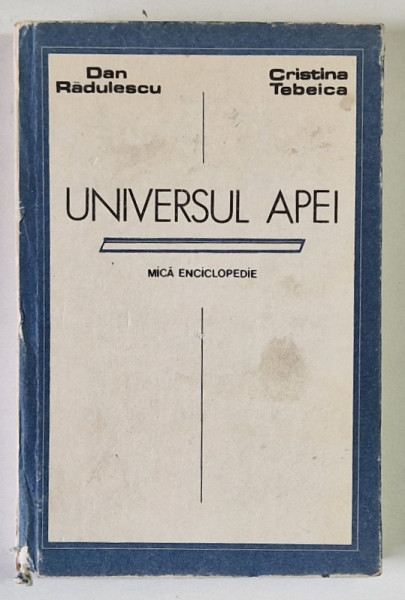 Dan
Rădulescu
Cristina
Tebeica
UNIVERSUL APEI
MICĂ ENCICLOPEDIE